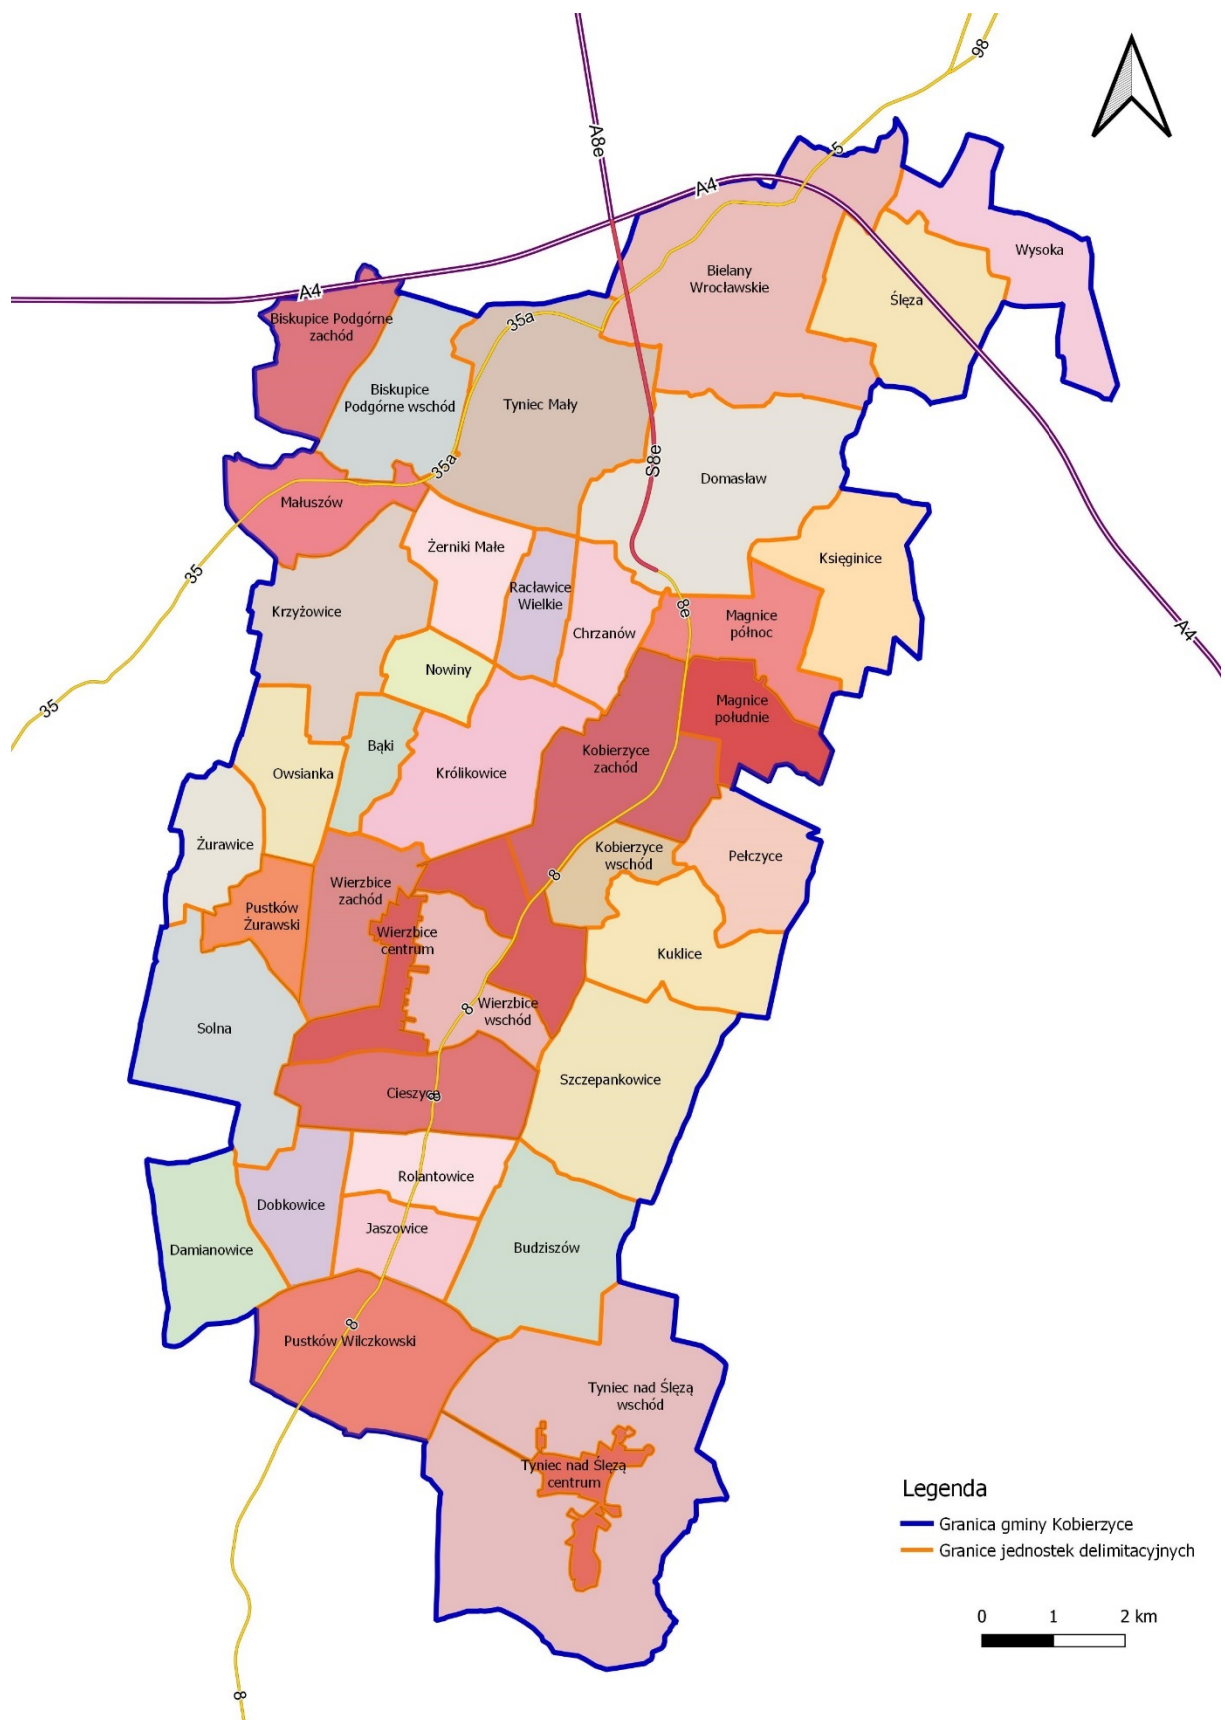 98
A8e
5
A4
Wysoka
Bielany
Wrocławskie
Ślęza
A4
Biskupice Podgórne
zachód
35a
Biskupice
Podgórne wschód
Tyniec Mały
S8e
35a
Domasław
Małuszów
Żerniki Małe
Księginice
35
Racławice
Wielkie
Krzyżowice
8e
Magnice
północ
Chrzanów
A4
Nowiny
35
Magnice
południe
Bąki
Kobierzyce
zachód
Owsianka
Królikowice
Żurawice
Kobierzyce
wschód
Pełczyce
8
Wierzbice
zachód
Pustków
Żurawski
Wierzbice
centrum
Kuklice
8
Wierzbice
wschód
Solna
Szczepankowice
Cieszyce
8
Rolantowice
Dobkowice
Jaszowice
Damianowice
Budziszów
8
Pustków Wilczkowski
Tyniec nad Ślęzą
wschód
Tyniec nad Ślęzą
centrum
Legenda
Granica gminy Kobierzyce
Granice jednostek delimitacyjnych
0 1 2 km
8